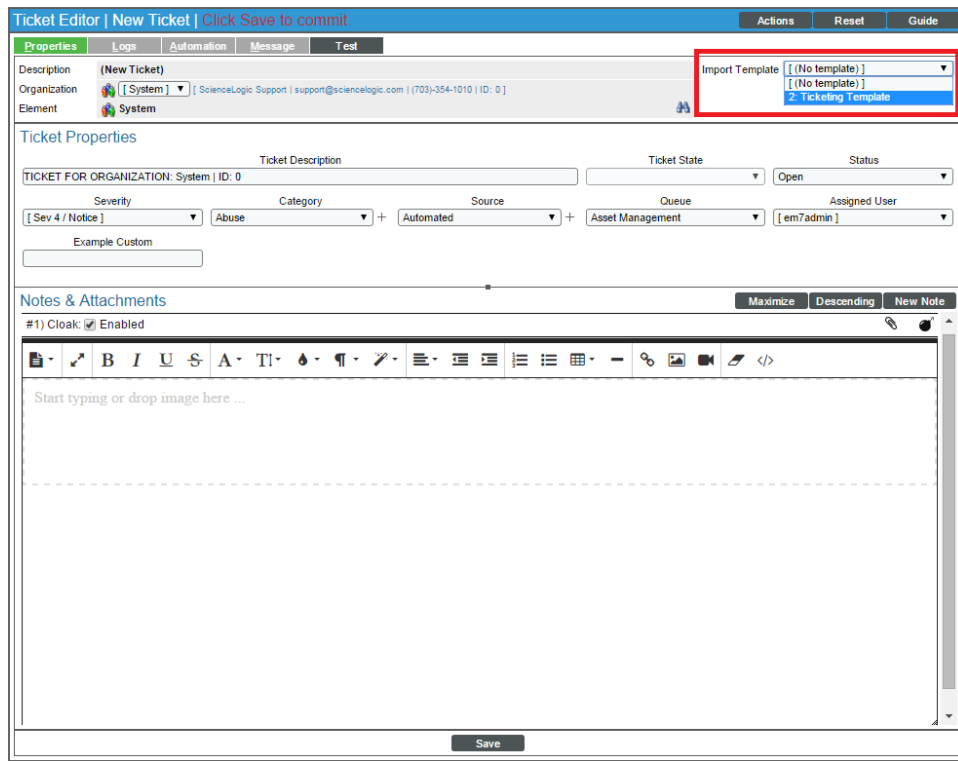 Ticket Editor | New Ticket | Click Save to commit
Actions Reset Guide
Properties Logs Automation Message Test
Description (New Ticket)
Import Template [ (No template) ]
[ (No template) ]
2: Ticketing Template
Organization [ System ] [ ScienceLogic Support | support@sciencelogic.com | (703)-354-1010 | ID: 0 ]
Element System
Ticket Properties
Ticket Description Ticket State Status
TICKET FOR ORGANIZATION: System | ID: 0 Open
Severity Category Source Queue Assigned User
[ Sev 4 / Notice ] Abuse + Automated + Asset Management [ em7admin ]
Example Custom
Notes & Attachments
Maximize Descending New Note
#1) Cloak: Enabled
B I U S A TI ¶ </>
Start typing or drop image here ...
Save